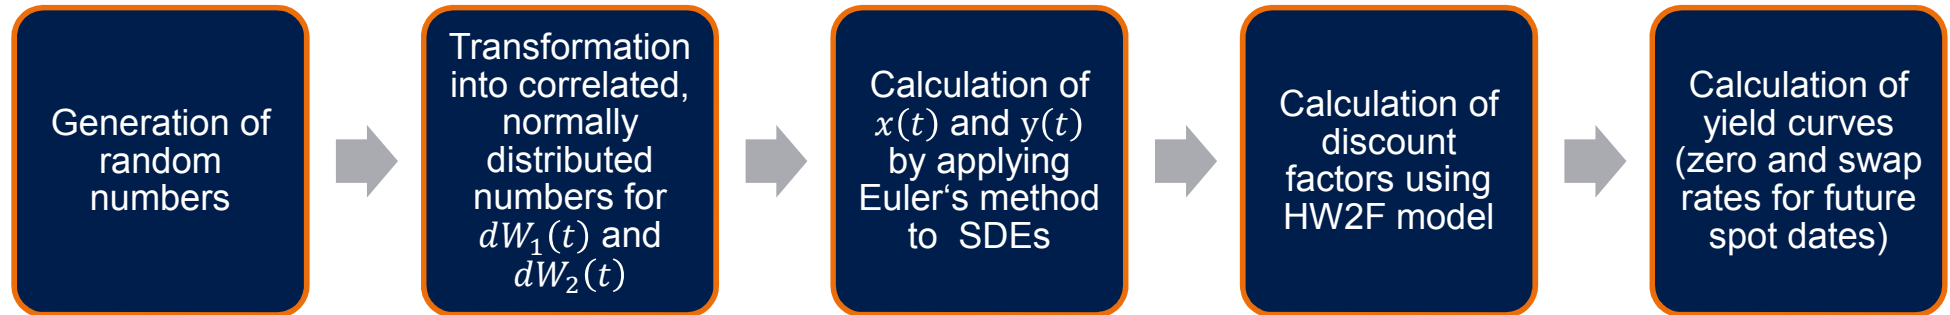 Generation of
random
numbers
Transformation
into correlated,
normally
distributed
numbers for
dW₁(t) and
dW₂(t)
Calculation of
x(t) and y(t)
by applying
Euler‘s method
to SDEs
Calculation of
discount
factors using
HW2F model
Calculation of
yield curves
(zero and swap
rates for future
spot dates)